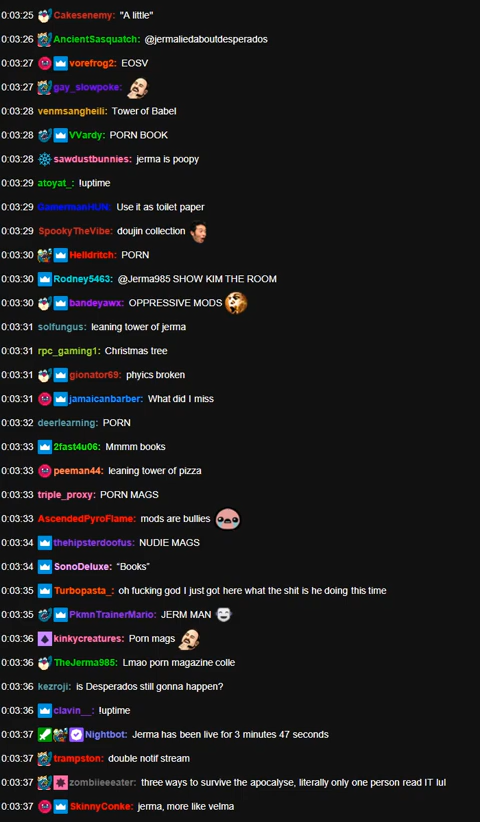 0:03:25 Cakesenemy: "A little"
0:03:26 AncientSasquatch: @jermaliedaboutdesperados
0:03:27 vorefrog2: EOSV
0:03:27 gay_slowpoke:
0:03:28 venmsangheili: Tower of Babel
0:03:28 VVardy: PORN BOOK
0:03:28 sawdustbunnies: jerma is poopy
0:03:29 atoyat_: !uptime
0:03:29 GamermanHUN: Use it as toilet paper
0:03:29 SpookyTheVibe: doujin collection
0:03:30 Helldritch: PORN
0:03:30 Rodney5463: @Jerma985 SHOW KIM THE ROOM
0:03:30 bandeyawx: OPPRESSIVE MODS
0:03:31 solfungus: leaning tower of jerma
0:03:31 rpc_gaming1: Christmas tree
0:03:31 gionator69: phyics broken
0:03:31 jamaicanbarber: What did I miss
0:03:32 deerlearning: PORN
0:03:33 2fast4u06: Mmmm books
0:03:33 peeman44: leaning tower of pizza
0:03:33 triple_proxy: PORN MAGS
0:03:33 AscendedPyroFlame: mods are bullies
0:03:34 thehipsterdoofus: NUDIE MAGS
0:03:34 SonoDeluxe: “Books”
0:03:35 Turbopasta_: oh fucking god I just got here what the shit is he doing this time
0:03:35 PkmnTrainerMario: JERM MAN
0:03:36 kinkycreatures: Porn mags
0:03:36 TheJerma985: Lmao porn magazine colle
0:03:36 kezroji: is Desperados still gonna happen?
0:03:36 clavin__: !uptime
0:03:37 Nightbot: Jerma has been live for 3 minutes 47 seconds
0:03:37 trampston: double notif stream
0:03:37 zombiieeeater: three ways to survive the apocalyse, literally only one person read IT lul
0:03:37 SkinnyConke: jerma, more like velma